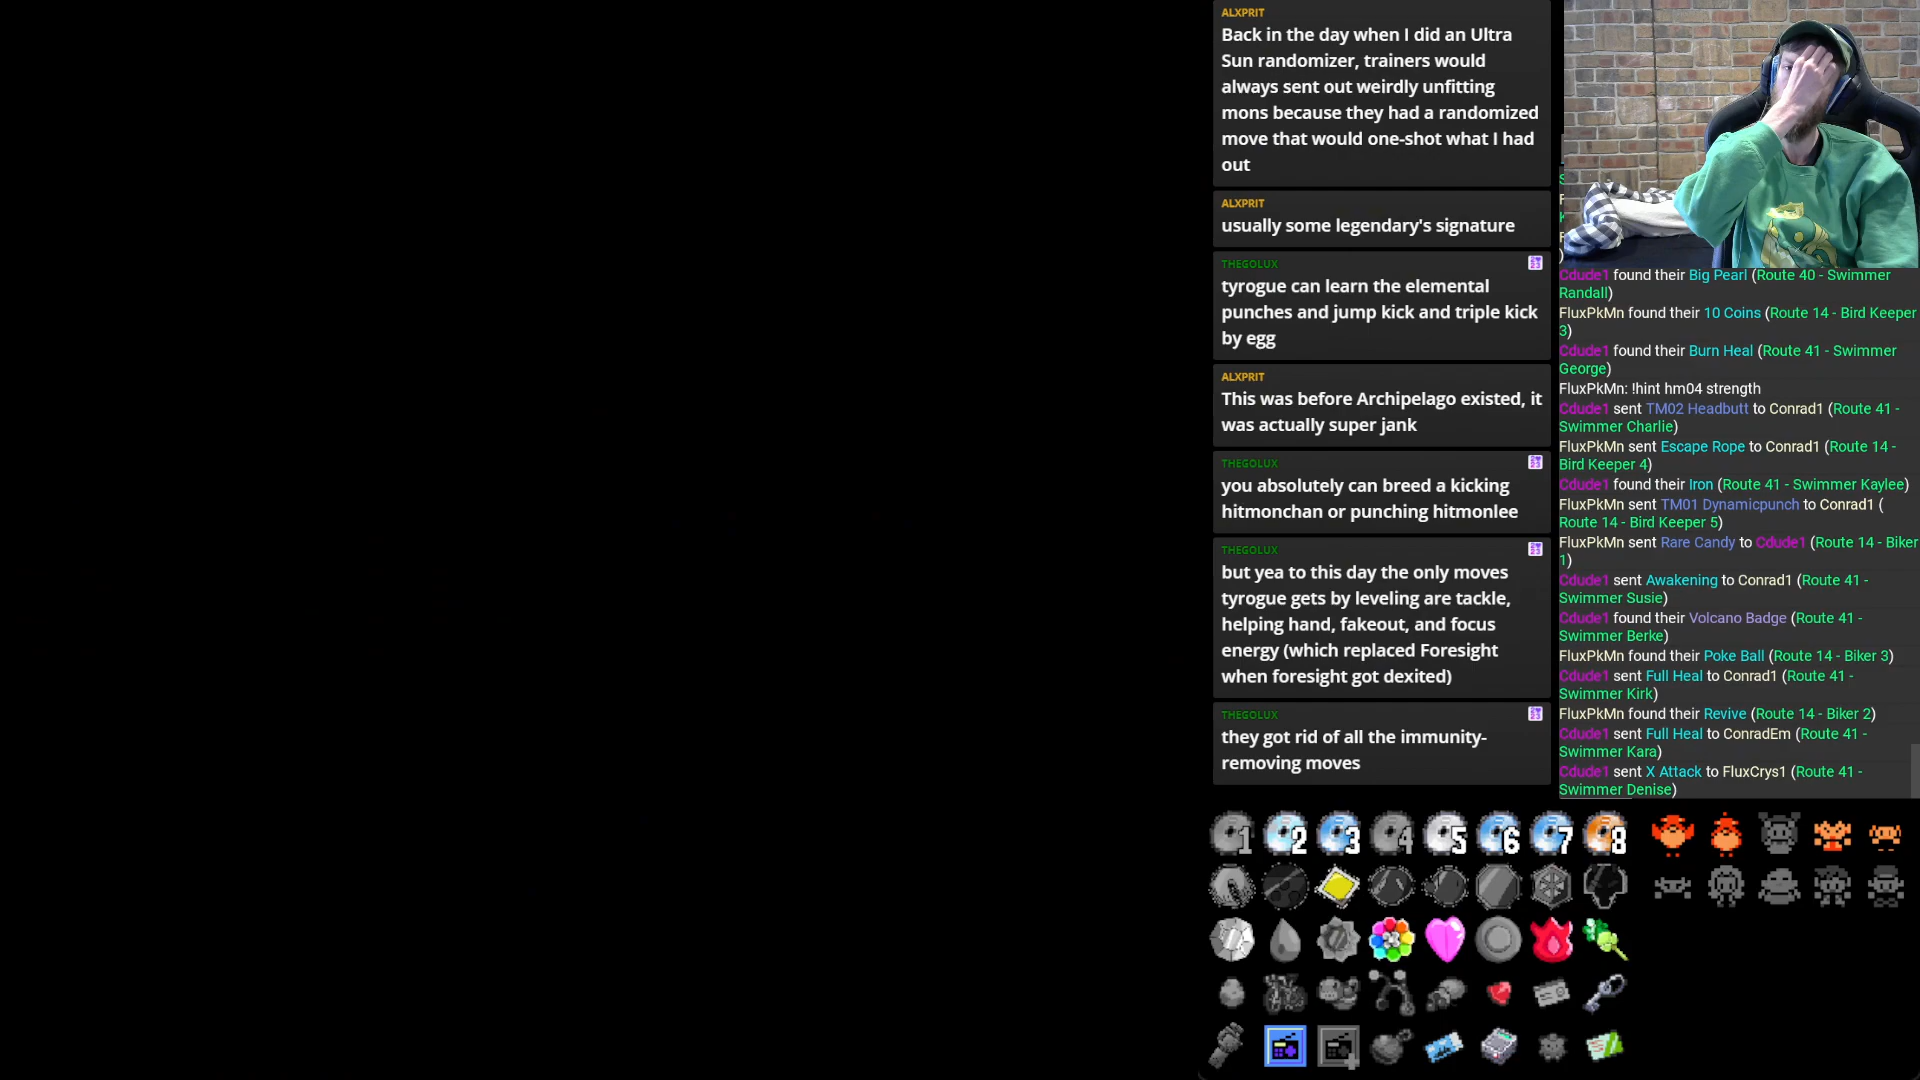 ALXPRIT
Back in the day when I did an Ultra
Sun randomizer, trainers would
always sent out weirdly unfitting
mons because they had a randomized
move that would one-shot what I had
out
ALXPRIT
usually some legendary's signature
THEGOLUX
tyrogue can learn the elemental
punches and jump kick and triple kick
by egg
ALXPRIT
This was before Archipelago existed, it
was actually super jank
THEGOLUX
you absolutely can breed a kicking
hitmonchan or punching hitmonlee
THEGOLUX
but yea to this day the only moves
tyrogue gets by leveling are tackle,
helping hand, fakeout, and focus
energy (which replaced Foresight
when foresight got dexited)
THEGOLUX
they got rid of all the immunity-
removing moves
)
Cdude1 found their Big Pearl (Route 40 - Swimmer
Randall)
FluxPkMn found their 10 Coins (Route 14 - Bird Keeper
3)
Cdude1 found their Burn Heal (Route 41 - Swimmer
George)
FluxPkMn: !hint hm04 strength
Cdude1 sent TM02 Headbutt to Conrad1 (Route 41 -
Swimmer Charlie)
FluxPkMn sent Escape Rope to Conrad1 (Route 14 -
Bird Keeper 4)
Cdude1 found their Iron (Route 41 - Swimmer Kaylee)
FluxPkMn sent TM01 Dynamicpunch to Conrad1 (
Route 14 - Bird Keeper 5)
FluxPkMn sent Rare Candy to Cdude1 (Route 14 - Biker
1)
Cdude1 sent Awakening to Conrad1 (Route 41 -
Swimmer Susie)
Cdude1 found their Volcano Badge (Route 41 -
Swimmer Berke)
FluxPkMn found their Poke Ball (Route 14 - Biker 3)
Cdude1 sent Full Heal to Conrad1 (Route 41 -
Swimmer Kirk)
FluxPkMn found their Revive (Route 14 - Biker 2)
Cdude1 sent Full Heal to ConradEm (Route 41 -
Swimmer Kara)
Cdude1 sent X Attack to FluxCrys1 (Route 41 -
Swimmer Denise)
1 2 3 4 5 6 7 8